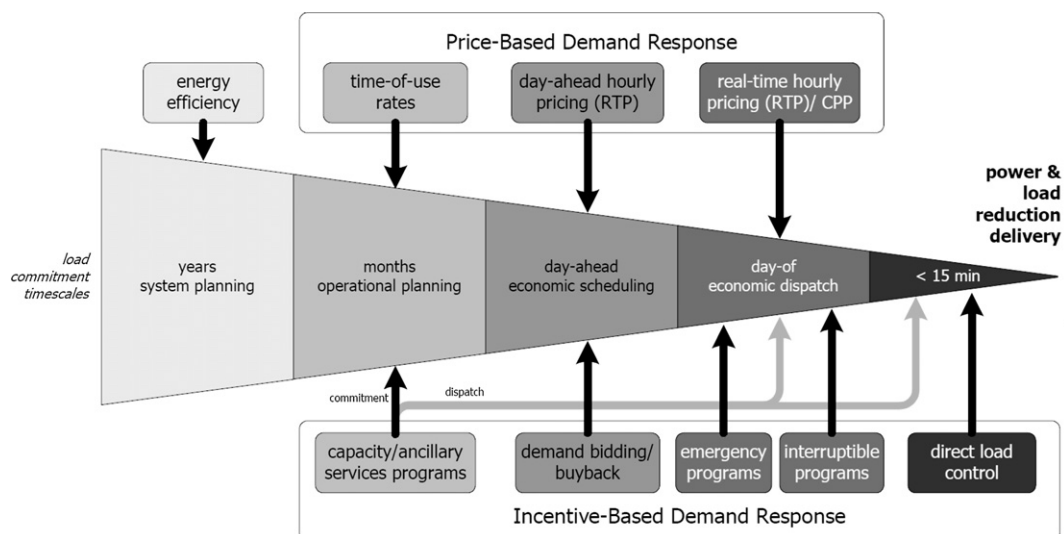 Price-Based Demand Response
energy
efficiency
time-of-use
rates
day-ahead hourly
pricing (RTP)
real-time hourly
pricing (RTP)/ CPP
power &
load
reduction
delivery
load
commitment
timescales
years
system planning
months
operational planning
day-ahead
economic scheduling
day-of
economic dispatch
< 15 min
commitment
dispatch
capacity/ancillary
services programs
demand bidding/
buyback
emergency
programs
interruptible
programs
direct load
control
Incentive-Based Demand Response